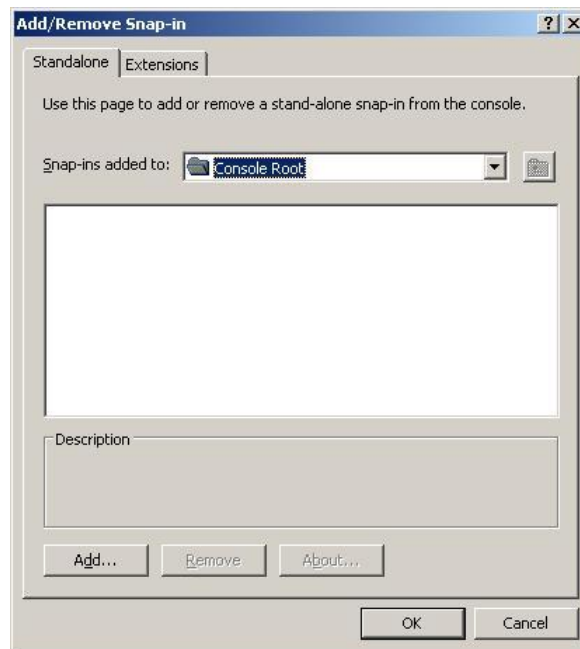 Add/Remove Snap-in
Standalone Extensions
Use this page to add or remove a stand-alone snap-in from the console.
Snap-ins added to: Console Root
Description
Add... Remove About...
OK Cancel